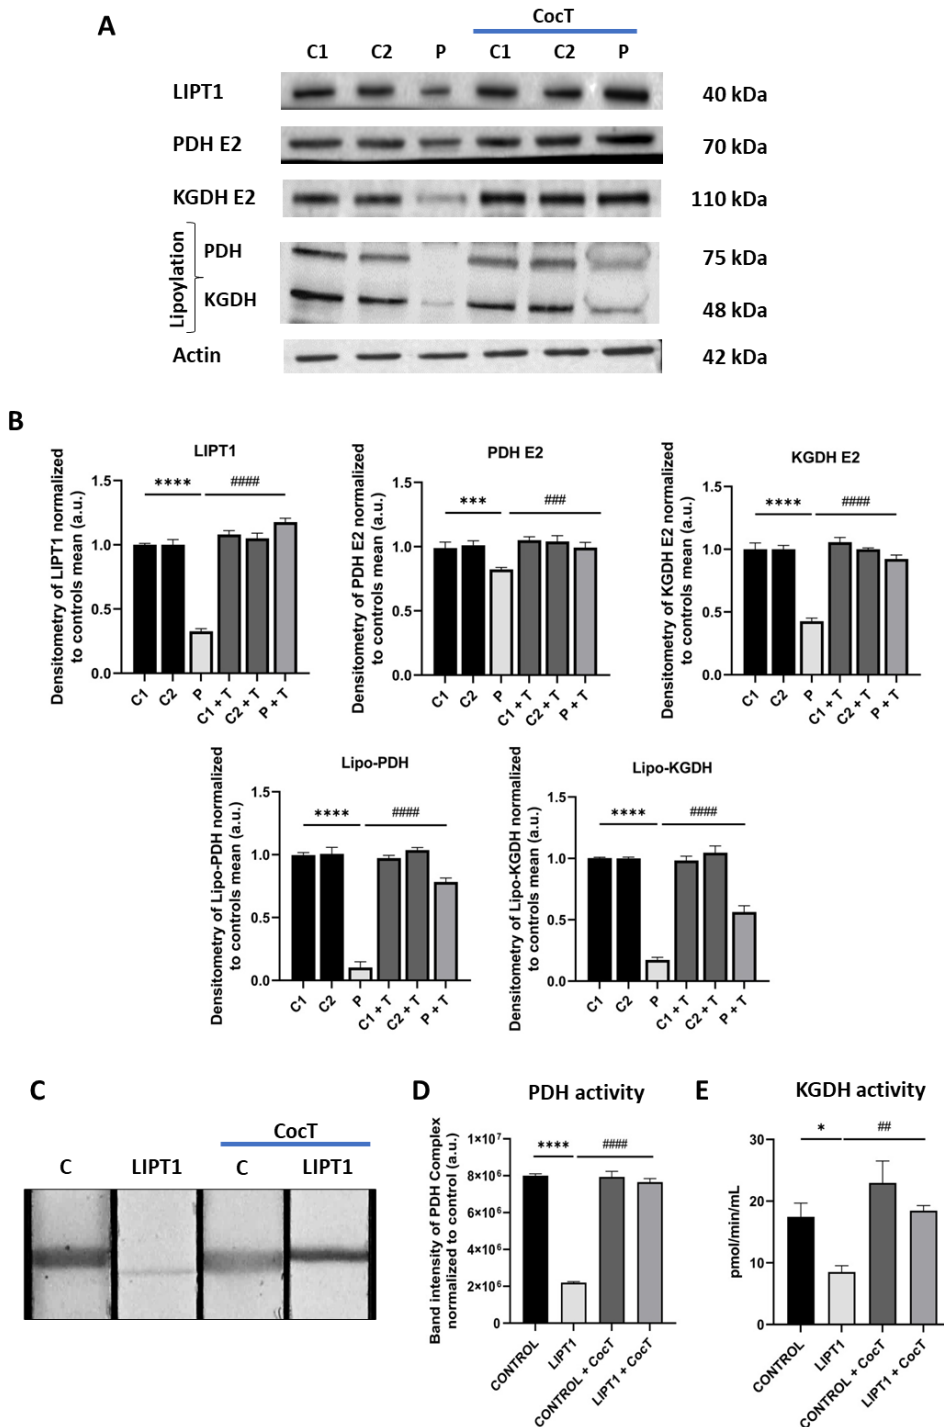 A
CocT
C1 C2 P C1 C2 P
LIPT1 40 kDa
PDH E2 70 kDa
KGDH E2 110 kDa
Lipoylation
PDH 75 kDa
KGDH 48 kDa
Actin 42 kDa
B
LIPT1
Densitometry of LIPT1 normalized
to controls mean (a.u.)
1.5
1.0
0.5
0.0
**** ####
C1 C2 P C1 + T C2 + T P + T
PDH E2
Densitometry of PDH E2 normalized
to controls mean (a.u.)
1.5
1.0
0.5
0.0
*** ###
C1 C2 P C1 + T C2 + T P + T
KGDH E2
Densitometry of KGDH E2 normalized
to controls mean (a.u.)
1.5
1.0
0.5
0.0
**** ####
C1 C2 P C1 + T C2 + T P + T
Lipo-PDH
Densitometry of Lipo-PDH normalized
to controls mean (a.u.)
1.5
1.0
0.5
0.0
**** ####
C1 C2 P C1 + T C2 + T P + T
Lipo-KGDH
Densitometry of Lipo-KGDH normalized
to controls mean (a.u.)
1.5
1.0
0.5
0.0
**** ####
C1 C2 P C1 + T C2 + T P + T
C
CocT
C LIPT1 C LIPT1
D
PDH activity
Band intensity of PDH Complex
normalized to control (a.u.)
1×10⁷
8×10⁶
6×10⁶
4×10⁶
2×10⁶
0
**** ####
CONTROL LIPT1 CONTROL + CocT LIPT1 + CocT
E
KGDH activity
pmol/min/mL
30
20
10
0
* ##
CONTROL LIPT1 CONTROL + CocT LIPT1 + CocT